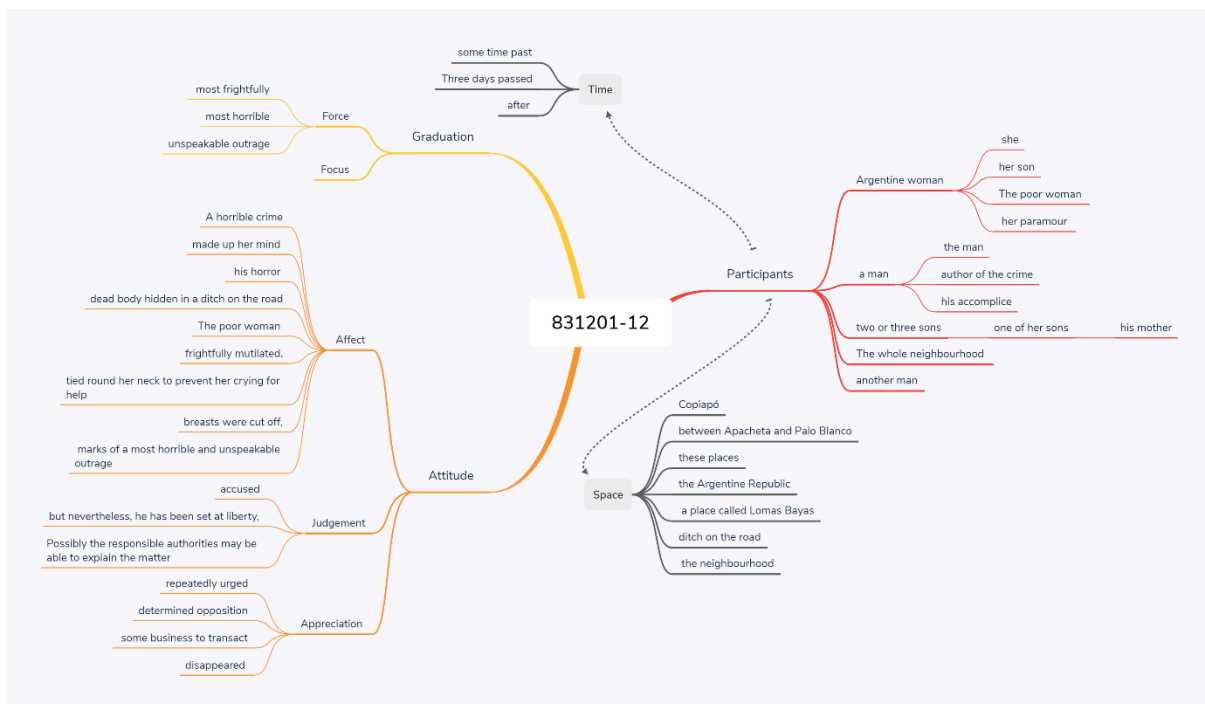 831201-12
Graduation
Force
most frightfully
most horrible
unspeakable outrage
Focus
Time
some time past
Three days passed
after
Participants
Argentine woman
she
her son
The poor woman
her paramour
a man
the man
author of the crime
his accomplice
two or three sons
one of her sons
his mother
The whole neighbourhood
another man
Space
Copiapó
between Apacheta and Palo Blanco
these places
the Argentine Republic
a place called Lomas Bayas
ditch on the road
the neighbourhood
Attitude
Affect
A horrible crime
made up her mind
his horror
dead body hidden in a ditch on the road
The poor woman
frightfully mutilated.
tied round her neck to prevent her crying for
help
breasts were cut off,
marks of a most horrible and unspeakable
outrage
Judgement
accused
but nevertheless, he has been set at liberty,
Possibly the responsible authorities may be
able to explain the matter
Appreciation
repeatedly urged
determined opposition
some business to transact
disappeared